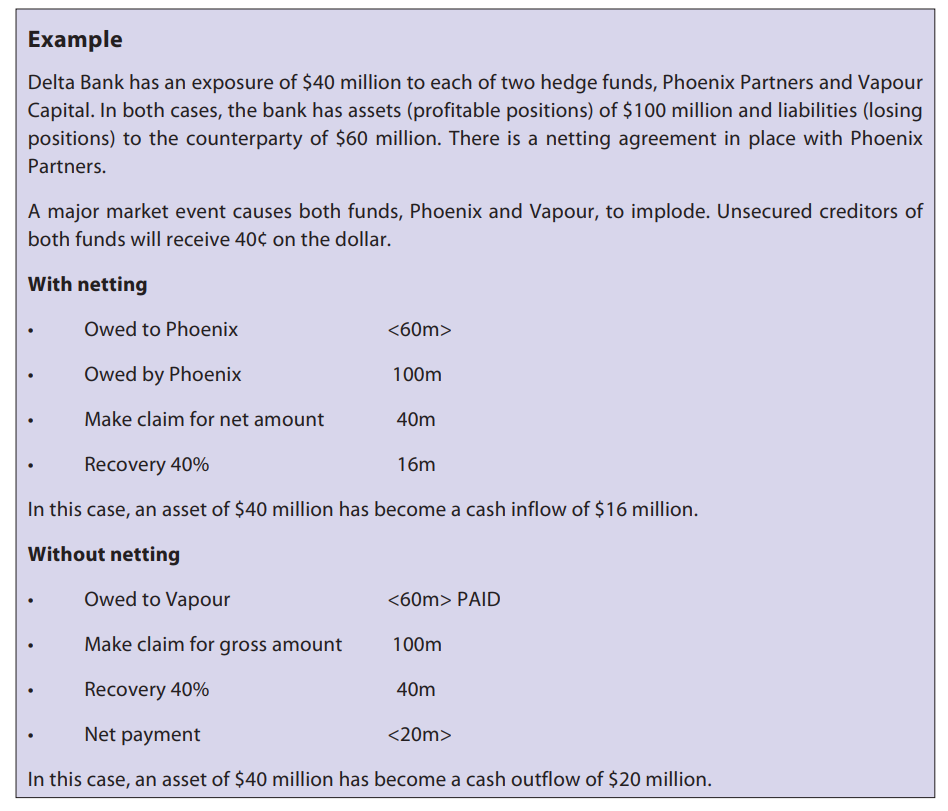 Example
Delta Bank has an exposure of $40 million to each of two hedge funds, Phoenix Partners and Vapour
Capital. In both cases, the bank has assets (profitable positions) of $100 million and liabilities (losing
positions) to the counterparty of $60 million. There is a netting agreement in place with Phoenix
Partners.
A major market event causes both funds, Phoenix and Vapour, to implode. Unsecured creditors of
both funds will receive 40¢ on the dollar.
With netting
• Owed to Phoenix <60m>
• Owed by Phoenix 100m
• Make claim for net amount 40m
• Recovery 40% 16m
In this case, an asset of $40 million has become a cash inflow of $16 million.
Without netting
• Owed to Vapour <60m> PAID
• Make claim for gross amount 100m
• Recovery 40% 40m
• Net payment <20m>
In this case, an asset of $40 million has become a cash outflow of $20 million.